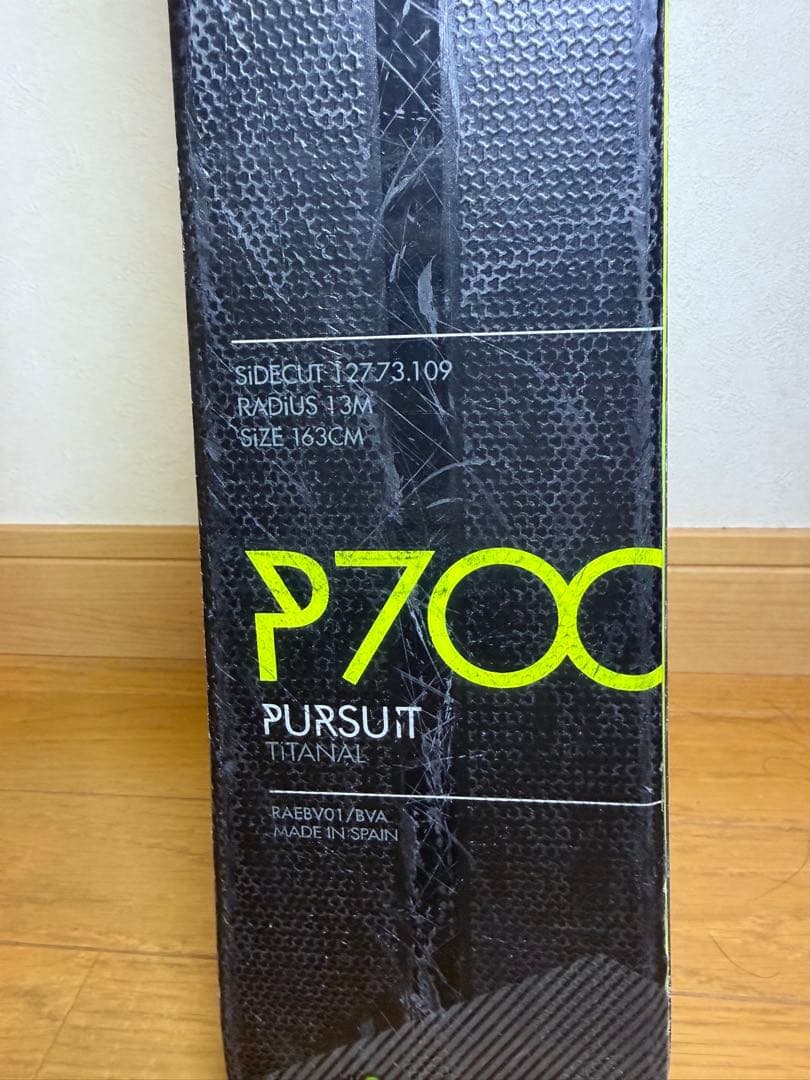 SiDECUT 127.73.109
RADiUS 13M
SiZE 163CM
P700
PURSUiT
TiTANAL
RAEBV01/BVA
MADE IN SPAIN